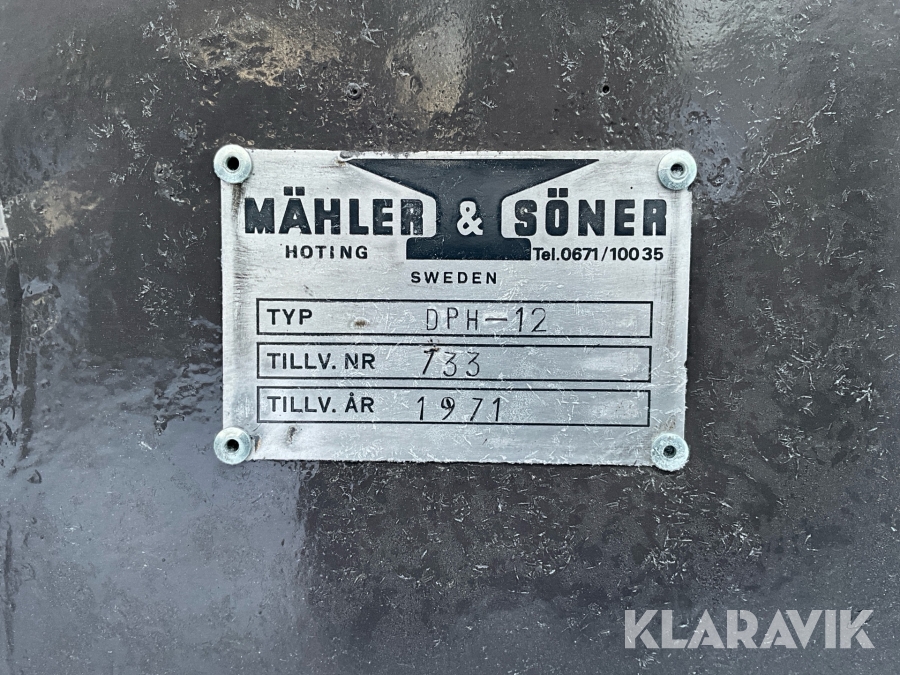 MÄHLER & SÖNER
HOTING Tel.0671/10035
SWEDEN
TYP DPH-12
TILLV. NR 733
TILLV. ÅR 1971
KLARAVIK